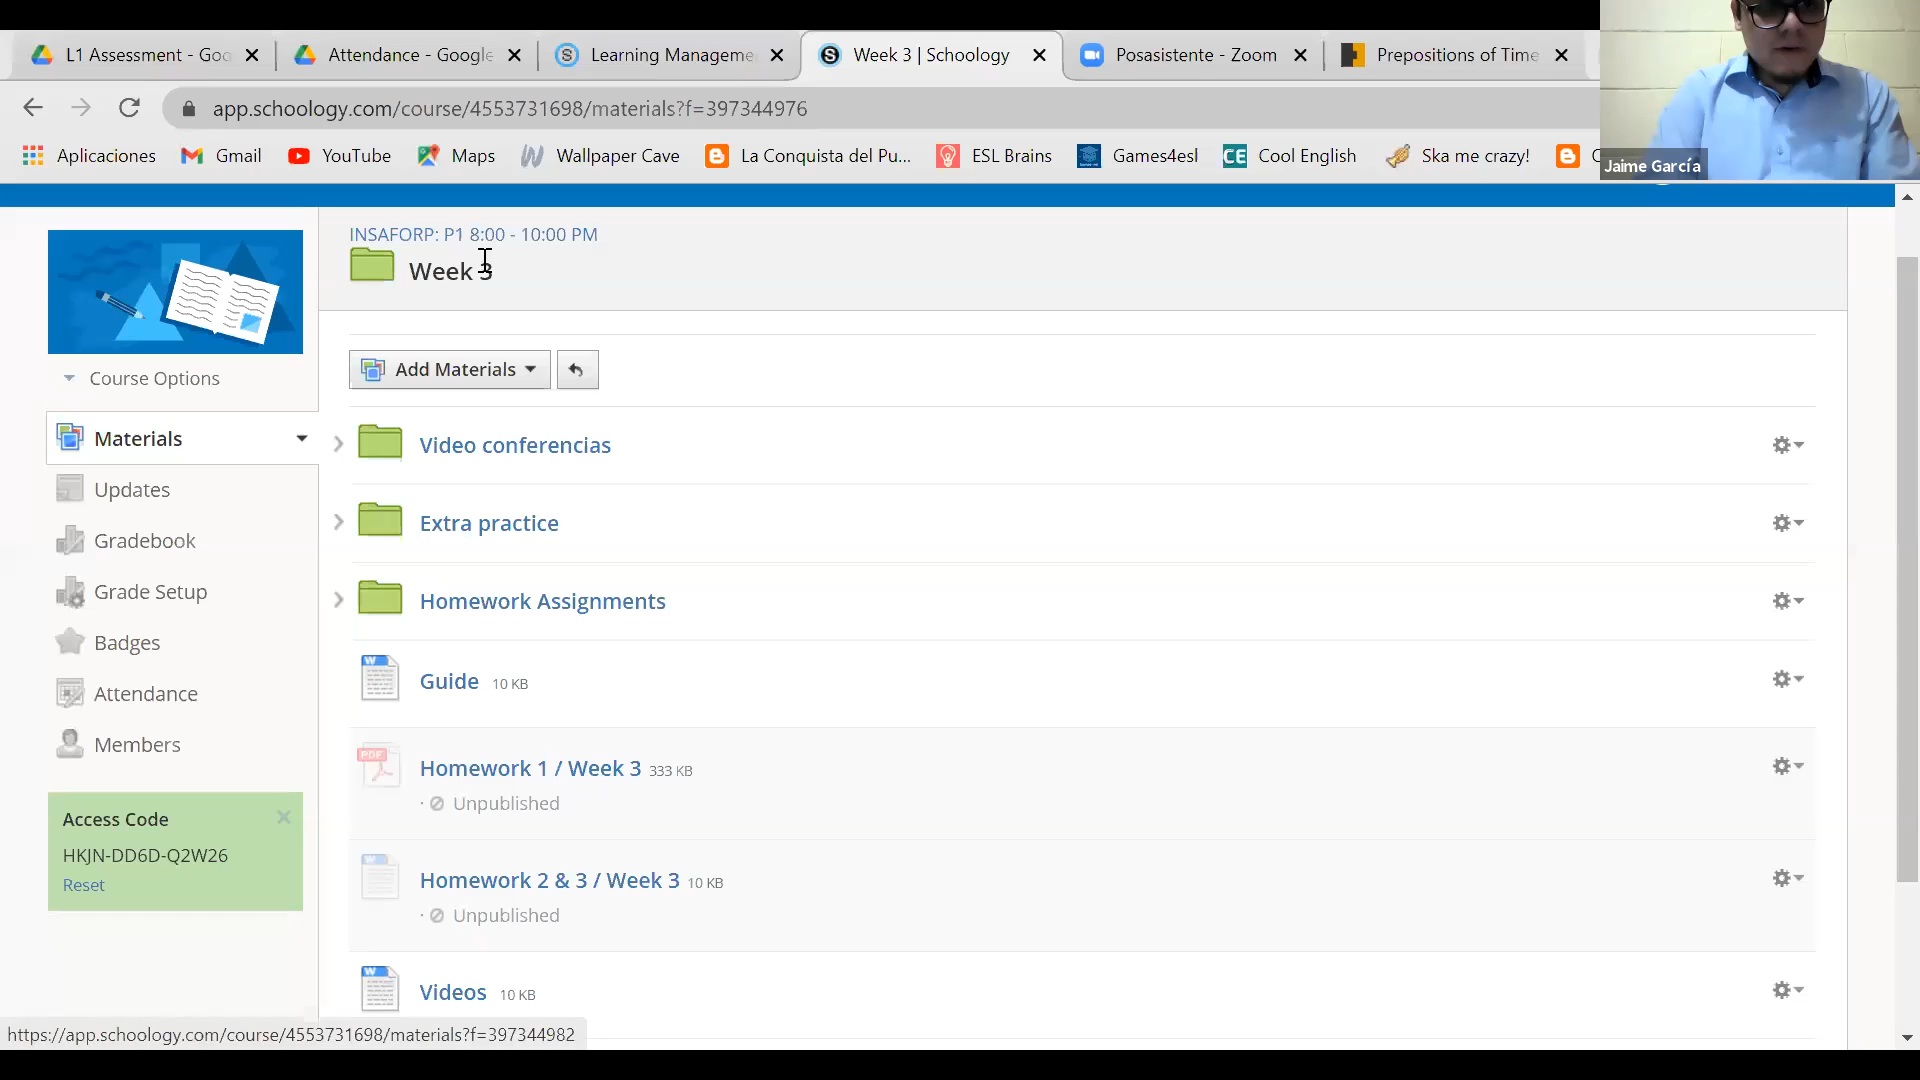 L1 Assessment - Goo
Attendance - Google
Learning Manageme
Week 3 | Schoology
Posasistente - Zoom
Prepositions of Time
app.schoology.com/course/4553731698/materials?f=397344976
Aplicaciones
Gmail
YouTube
Maps
Wallpaper Cave
La Conquista del Pu...
ESL Brains
Games4esl
CE Cool English
Ska me crazy!
Jaime García
INSAFORP: P1 8:00 - 10:00 PM
Week 3
Course Options
Add Materials
Materials
Updates
Gradebook
Grade Setup
Badges
Attendance
Members
Access Code
HKJN-DD6D-Q2W26
Reset
Video conferencias
Extra practice
Homework Assignments
Guide 10 KB
Homework 1 / Week 3 333 KB
· Unpublished
Homework 2 & 3 / Week 3 10 KB
· Unpublished
Videos 10 KB
https://app.schoology.com/course/4553731698/materials?f=397344982